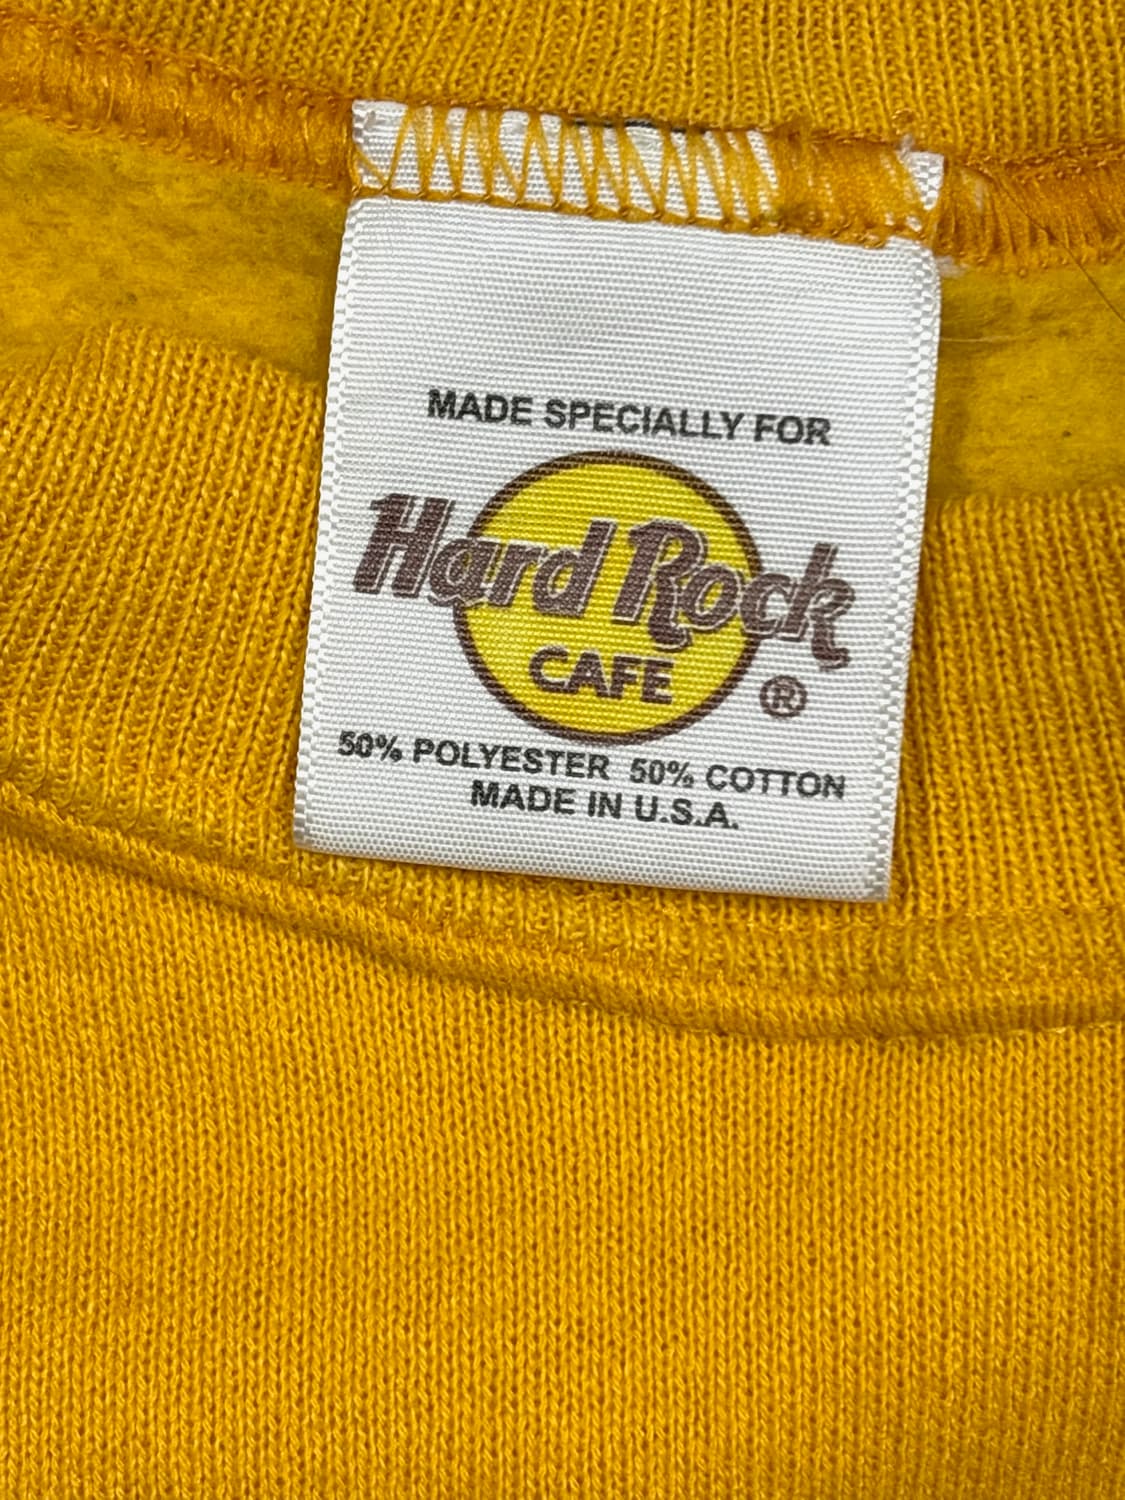 MADE SPECIALLY FOR
Hard Rock
CAFE
®
50% POLYESTER 50% COTTON
MADE IN U.S.A.